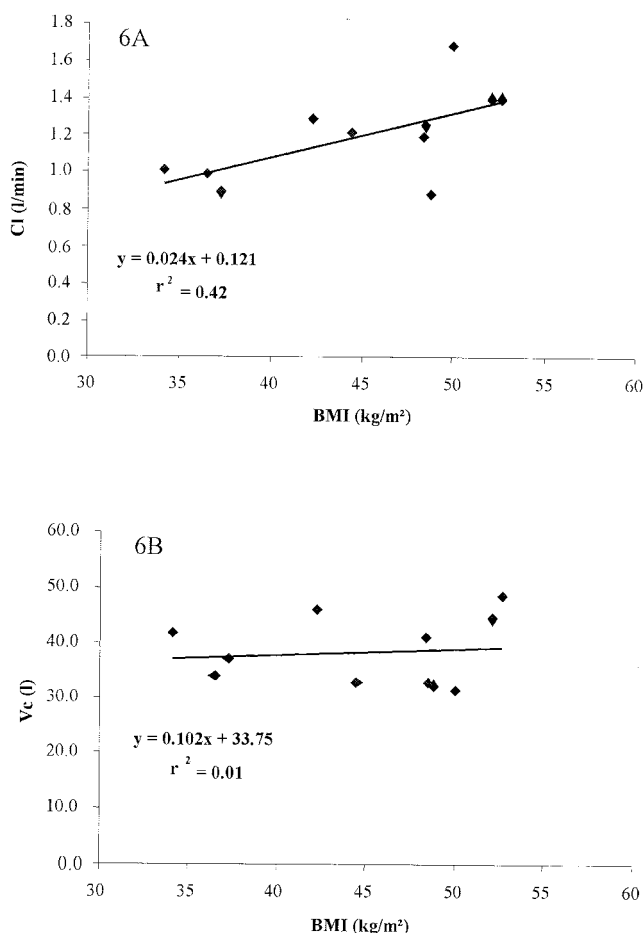 6A
1.8
1.6
1.4
1.2
1.0
0.8
0.6
0.4
0.2
0.0
Cl (l/min)
y = 0.024x + 0.121
r² = 0.42
30 35 40 45 50 55 60
BMI (kg/m²)
6B
60.0
50.0
40.0
30.0
20.0
10.0
0.0
Vc (l)
y = 0.102x + 33.75
r² = 0.01
30 35 40 45 50 55 60
BMI (kg/m²)